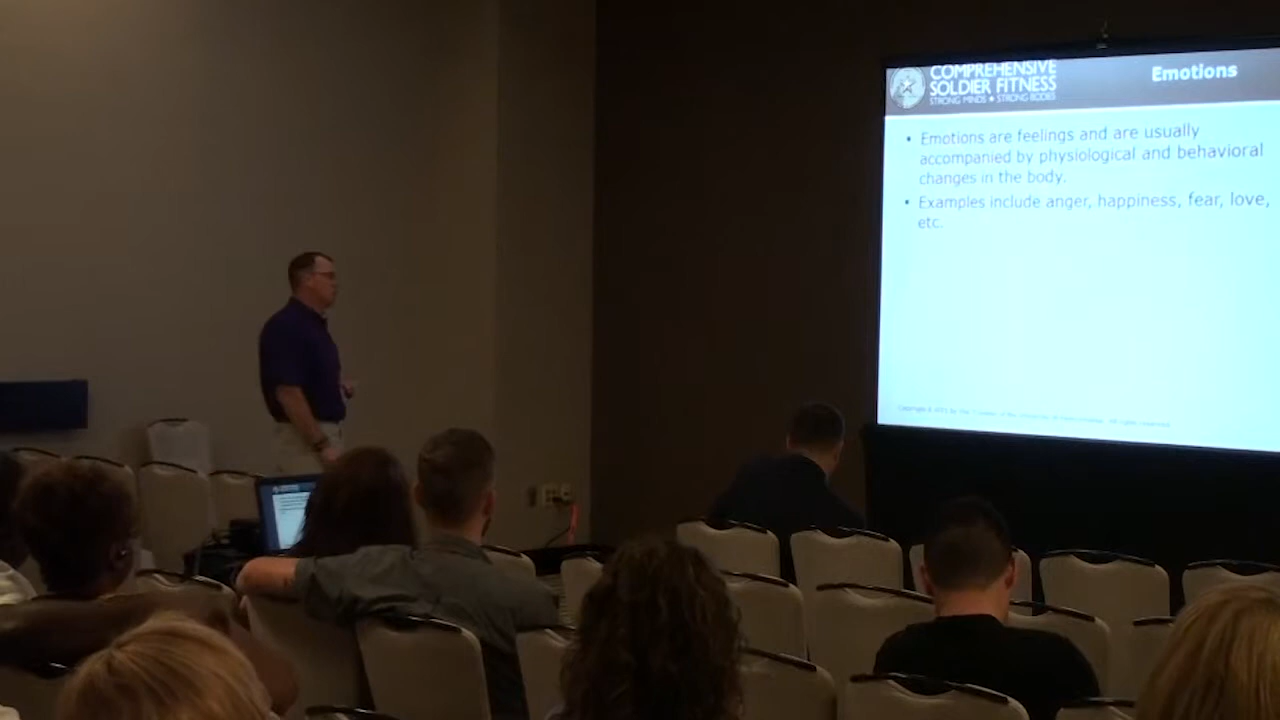 COMPREHENSIVE
SOLDIER FITNESS
STRONG MINDS ★ STRONG BODIES
Emotions
• Emotions are feelings and are usually
accompanied by physiological and behavioral
changes in the body.
• Examples include anger, happiness, fear, love,
etc.